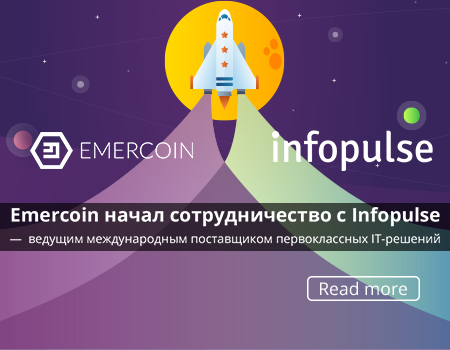 EMERCOIN
infopulse
Emercoin начал сотрудничество с Infopulse
— ведущим международным поставщиком первоклассных IT-решений
Read more